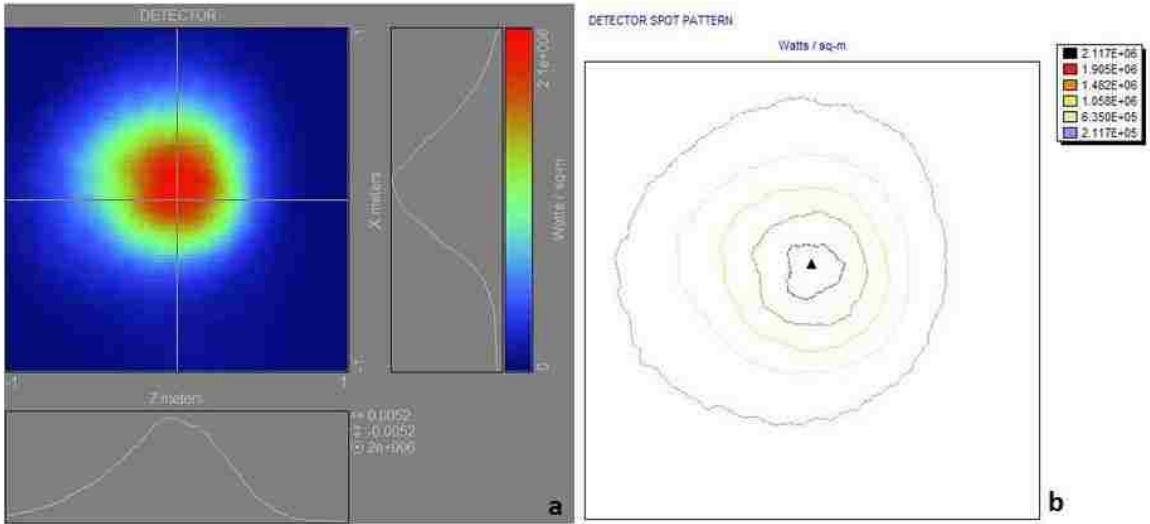 DETECTOR
1
X meters
-1
2.1e+006
Watts / sq-m
0
-1
1
Z meters
0.0052
-0.0052
2e+006
a
DETECTOR SPOT PATTERN
Watts / sq-m
2.117E+06
1.905E+06
1.482E+06
1.058E+06
6.350E+05
2.117E+05
b